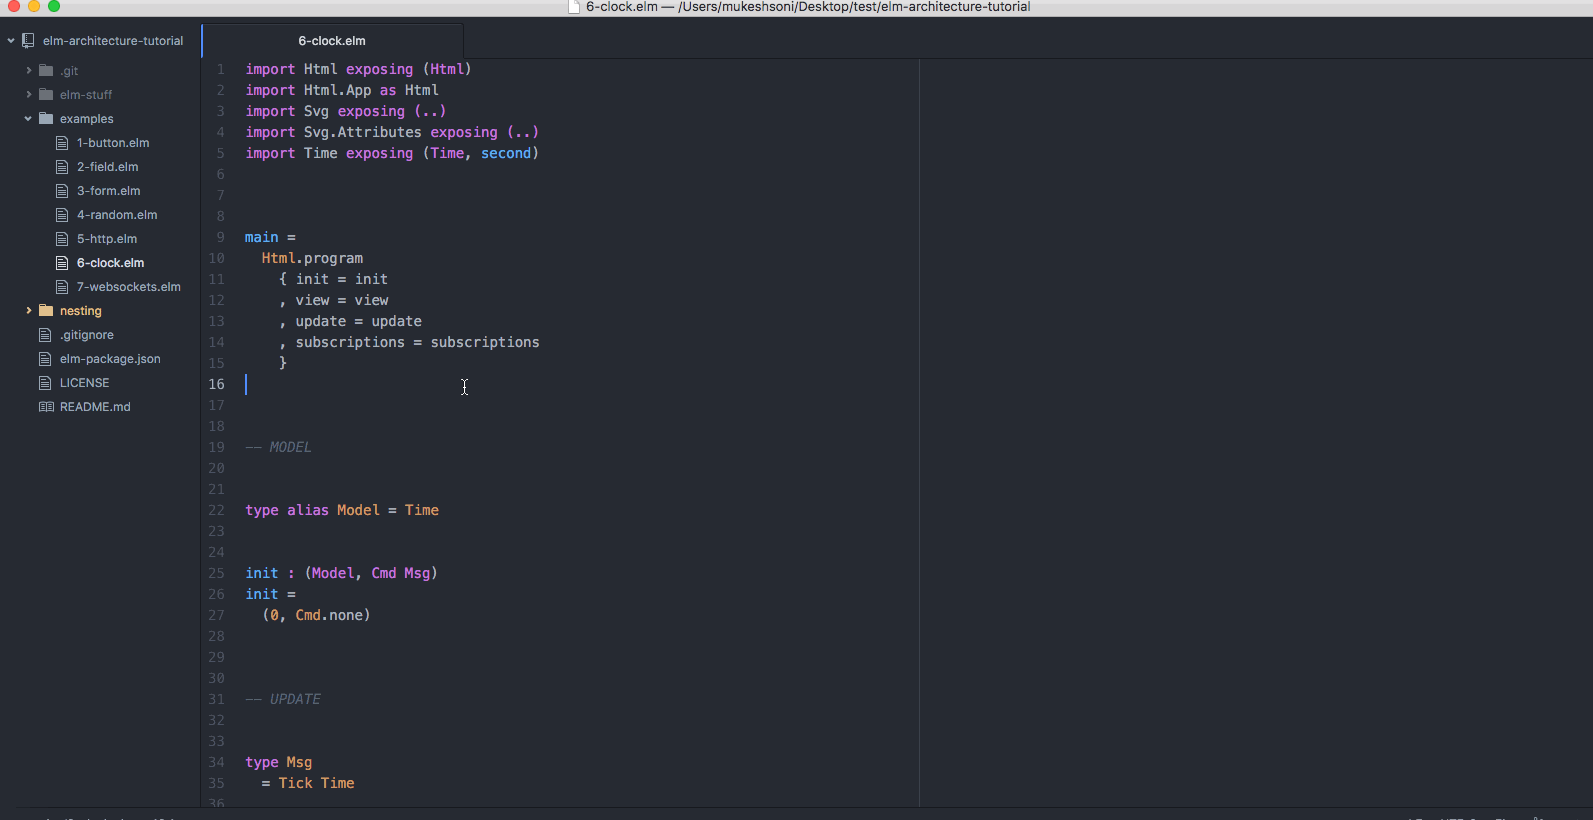 6-clock.elm — /Users/mukeshsoni/Desktop/test/elm-architecture-tutorial
elm-architecture-tutorial
.git
elm-stuff
examples
1-button.elm
2-field.elm
3-form.elm
4-random.elm
5-http.elm
6-clock.elm
7-websockets.elm
nesting
.gitignore
elm-package.json
LICENSE
README.md
6-clock.elm
1 import Html exposing (Html)
2 import Html.App as Html
3 import Svg exposing (..)
4 import Svg.Attributes exposing (..)
5 import Time exposing (Time, second)
6
7
8
9 main =
10   Html.program
11     { init = init
12     , view = view
13     , update = update
14     , subscriptions = subscriptions
15     }
16
17
18
19 -- MODEL
20
21
22 type alias Model = Time
23
24
25 init : (Model, Cmd Msg)
26 init =
27   (0, Cmd.none)
28
29
30
31 -- UPDATE
32
33
34 type Msg
35   = Tick Time
36